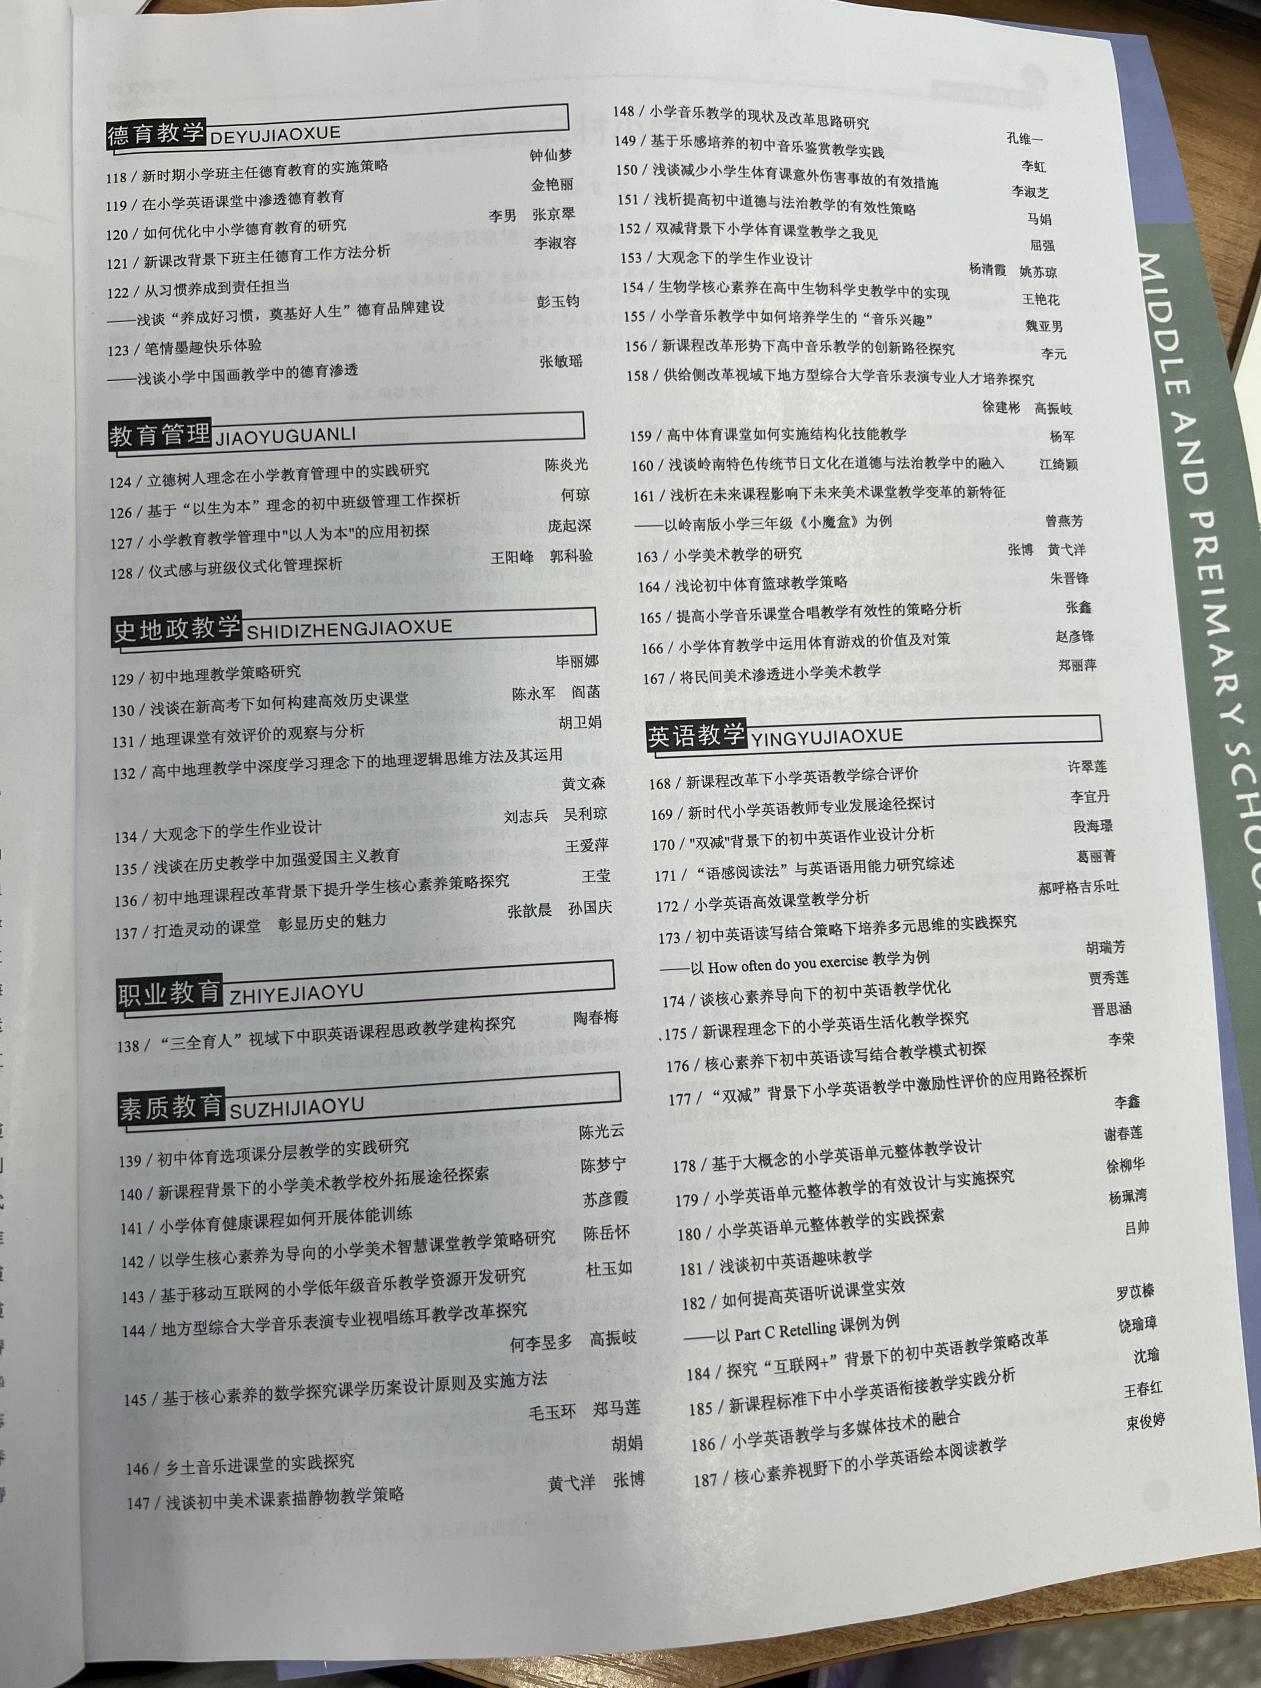 德育教学 DEYUJIAOXUE
118 / 新时期小学班主任德育教育的实施策略 钟仙梦
119 / 在小学英语课堂中渗透德育教育 金艳丽
120 / 如何优化中小学德育教育的研究 李男 张京翠
121 / 新课改背景下班主任德育工作方法分析 李淑容
122 / 从习惯养成到责任担当
——浅谈“养成好习惯，奠基好人生”德育品牌建设 彭玉钧
123 / 笔情墨趣快乐体验
——浅谈小学中国画教学中的德育渗透 张敏瑶
教育管理 JIAOYUGUANLI
124 / 立德树人理念在小学教育管理中的实践研究 陈炎光
126 / 基于“以生为本”理念的初中班级管理工作探析 何琼
127 / 小学教育教学管理中"以人为本"的应用初探 庞起深
128 / 仪式感与班级仪式化管理探析 王阳峰 郭科验
史地政教学 SHIDIZHENGJIAOXUE
129 / 初中地理教学策略研究 毕丽娜
130 / 浅谈在新高考下如何构建高效历史课堂 陈永军 阎菡
131 / 地理课堂有效评价的观察与分析 胡卫娟
132 / 高中地理教学中深度学习理念下的地理逻辑思维方法及其运用
黄文森
134 / 大观念下的学生作业设计 刘志兵 吴利琼
135 / 浅谈在历史教学中加强爱国主义教育 王爱萍
136 / 初中地理课程改革背景下提升学生核心素养策略探究 王莹
137 / 打造灵动的课堂 彰显历史的魅力 张歆晨 孙国庆
职业教育 ZHIYEJIAOYU
138 / “三全育人”视域下中职英语课程思政教学建构探究 陶春梅
素质教育 SUZHIJIAOYU
139 / 初中体育选项课分层教学的实践研究 陈光云
140 / 新课程背景下的小学美术教学校外拓展途径探索 陈梦宁
141 / 小学体育健康课程如何开展体能训练 苏彦霞
142 / 以学生核心素养为导向的小学美术智慧课堂教学策略研究 陈岳怀
143 / 基于移动互联网的小学低年级音乐教学资源开发研究 杜玉如
144 / 地方型综合大学音乐表演专业视唱练耳教学改革探究
何李昱多 高振岐
145 / 基于核心素养的数学探究课学历案设计原则及实施方法
毛玉环 郑马莲
146 / 乡土音乐进课堂的实践探究 胡娟
147 / 浅谈初中美术课素描静物教学策略 黄弋洋 张博
148 / 小学音乐教学的现状及改革思路研究 孔维一
149 / 基于乐感培养的初中音乐鉴赏教学实践 李虹
150 / 浅谈减少小学生体育课意外伤害事故的有效措施 李淑芝
151 / 浅析提高初中道德与法治教学的有效性策略 马娟
152 / 双减背景下小学体育课堂教学之我见 屈强
153 / 大观念下的学生作业设计 杨清霞 姚苏琼
154 / 生物学核心素养在高中生物科学史教学中的实现 王艳花
155 / 小学音乐教学中如何培养学生的“音乐兴趣” 魏亚男
156 / 新课程改革形势下高中音乐教学的创新路径探究 李元
158 / 供给侧改革视域下地方型综合大学音乐表演专业人才培养探究
徐建彬 高振岐
159 / 高中体育课堂如何实施结构化技能教学 杨军
160 / 浅谈岭南特色传统节日文化在道德与法治教学中的融入 江绮颖
161 / 浅析在未来课程影响下未来美术课堂教学变革的新特征
——以岭南版小学三年级《小魔盒》为例 曾燕芳
163 / 小学美术教学的研究 张博 黄弋洋
164 / 浅论初中体育篮球教学策略 朱晋锋
165 / 提高小学音乐课堂合唱教学有效性的策略分析 张鑫
166 / 小学体育教学中运用体育游戏的价值及对策 赵彦锋
167 / 将民间美术渗透进小学美术教学 郑丽萍
英语教学 YINGYUJIAOXUE
168 / 新课程改革下小学英语教学综合评价 许翠莲
169 / 新时代小学英语教师专业发展途径探讨 李宜丹
170 / "双减"背景下的初中英语作业设计分析 段海璟
171 / “语感阅读法”与英语语用能力研究综述 葛丽菁
172 / 小学英语高效课堂教学分析 郝呼格吉乐吐
173 / 初中英语读写结合策略下培养多元思维的实践探究
——以 How often do you exercise 教学为例 胡瑞芳
174 / 谈核心素养导向下的初中英语教学优化 贾秀莲
175 / 新课程理念下的小学英语生活化教学探究 晋思涵
176 / 核心素养下初中英语读写结合教学模式初探 李荣
177 / “双减”背景下小学英语教学中激励性评价的应用路径探析
李鑫
178 / 基于大概念的小学英语单元整体教学设计 谢春莲
179 / 小学英语单元整体教学的有效设计与实施探究 徐柳华
180 / 小学英语单元整体教学的实践探索 杨珮湾
181 / 浅谈初中英语趣味教学 吕帅
182 / 如何提高英语听说课堂实效
——以 Part C Retelling 课例为例 罗苡榛
184 / 探究“互联网+”背景下的初中英语教学策略改革 饶瑜璋
185 / 新课程标准下中小学英语衔接教学实践分析 沈瑜
186 / 小学英语教学与多媒体技术的融合 王春红
187 / 核心素养视野下的小学英语绘本阅读教学 束俊婷
MIDDLE AND PREIMARY SCHOO